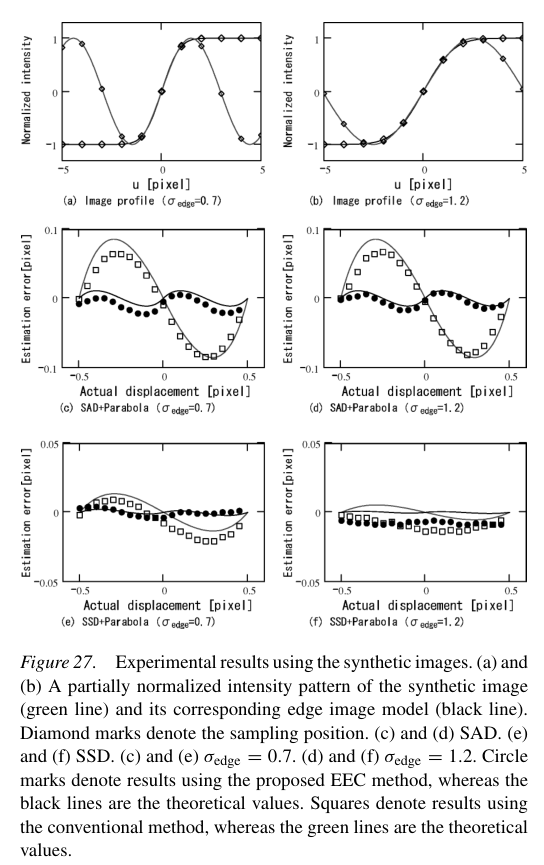 Normalized intensity
1
0
−1
−5
0
5
u [pixel]
(a) Image profile (σedge=0.7)
Normalized intensity
1
0
−1
−5
0
5
u [pixel]
(b) Image profile (σedge=1.2)
Estimation error[pixel]
0.1
0
−0.1
−0.5
0
0.5
Actual displacement [pixel]
(c) SAD+Parabola (σedge=0.7)
Estimation error[pixel]
0.1
0
−0.1
−0.5
0
0.5
Actual displacement [pixel]
(d) SAD+Parabola (σedge=1.2)
Estimation error[pixel]
0.05
0
−0.05
−0.5
0
0.5
Actual displacement [pixel]
(e) SSD+Parabola (σedge=0.7)
Estimation error[pixel]
0.05
0
−0.05
−0.5
0
0.5
Actual displacement [pixel]
(f) SSD+Parabola (σedge=1.2)
Figure 27. Experimental results using the synthetic images. (a) and
(b) A partially normalized intensity pattern of the synthetic image
(green line) and its corresponding edge image model (black line).
Diamond marks denote the sampling position. (c) and (d) SAD. (e)
and (f) SSD. (c) and (e) σedge = 0.7. (d) and (f) σedge = 1.2. Circle
marks denote results using the proposed EEC method, whereas the
black lines are the theoretical values. Squares denote results using
the conventional method, whereas the green lines are the theoretical
values.